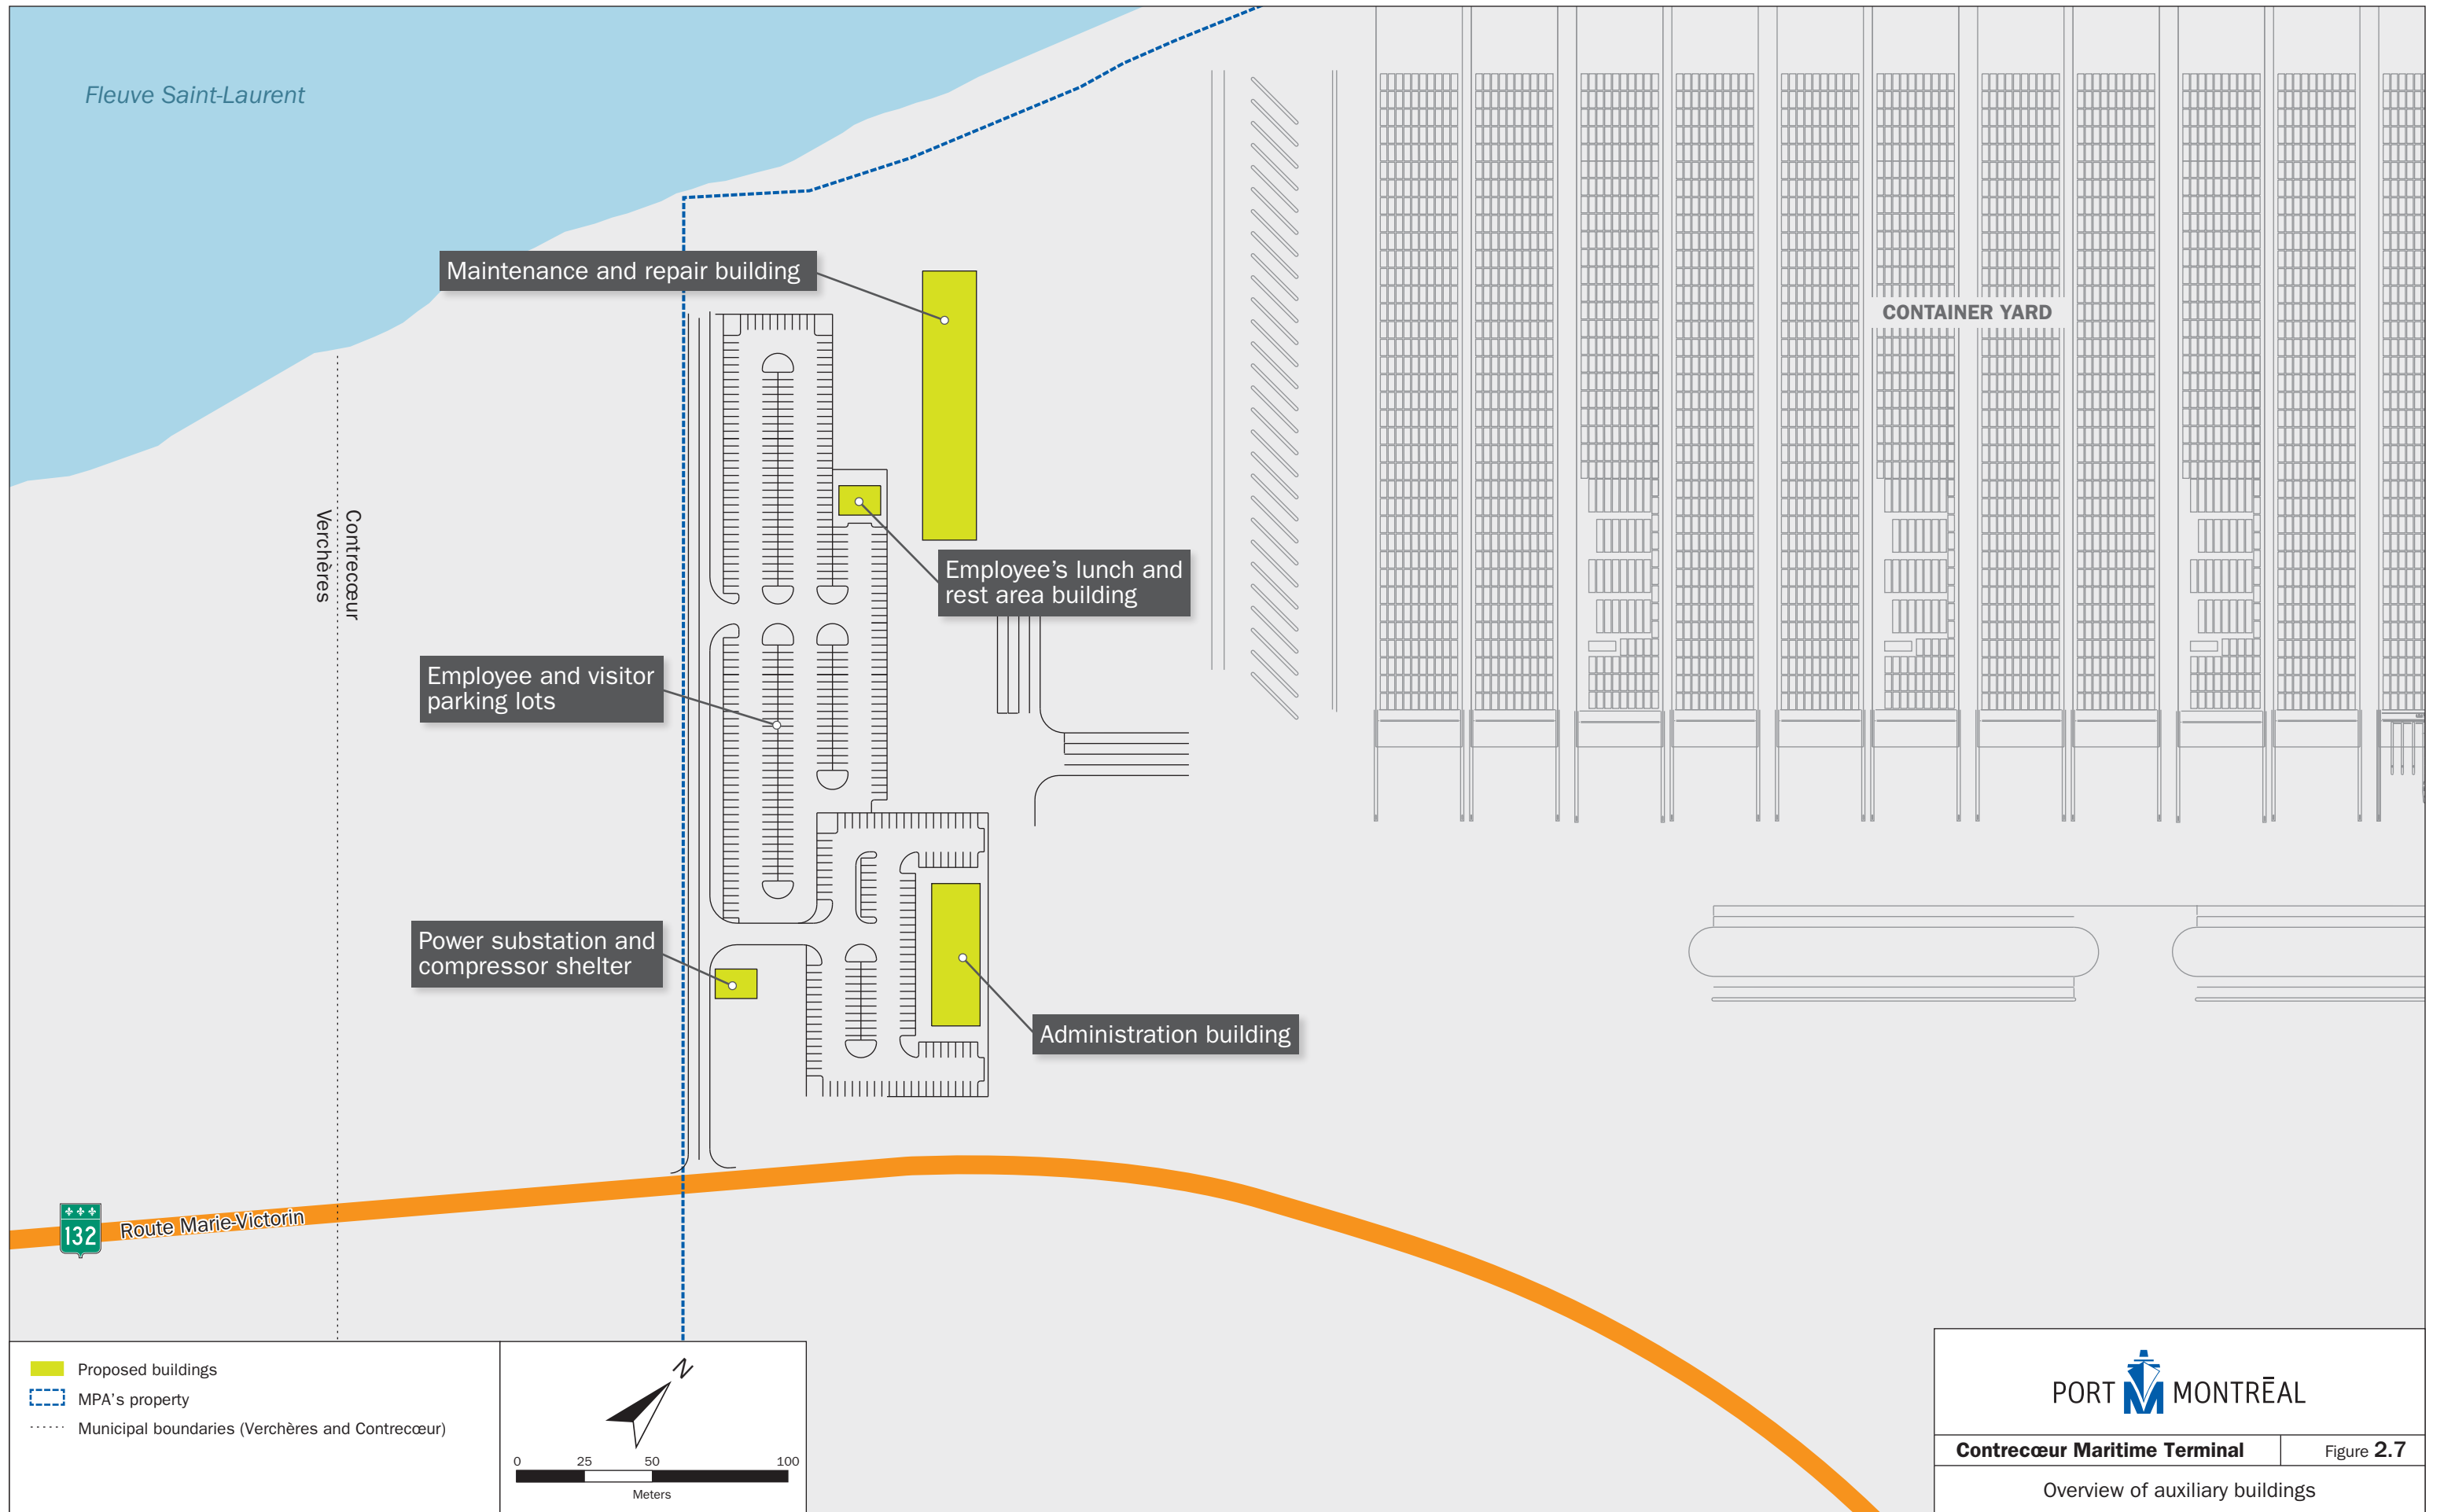 Fleuve Saint-Laurent
Maintenance and repair building
CONTAINER YARD
Contrecœur
Verchères
Employee’s lunch and
rest area building
Employee and visitor
parking lots
Power substation and
compressor shelter
Administration building
132
Route Marie-Victorin
Proposed buildings
MPA's property
Municipal boundaries (Verchères and Contrecœur)
N
0 25 50 100
Meters
PORT MONTRĒAL
Contrecœur Maritime Terminal
Figure 2.7
Overview of auxiliary buildings